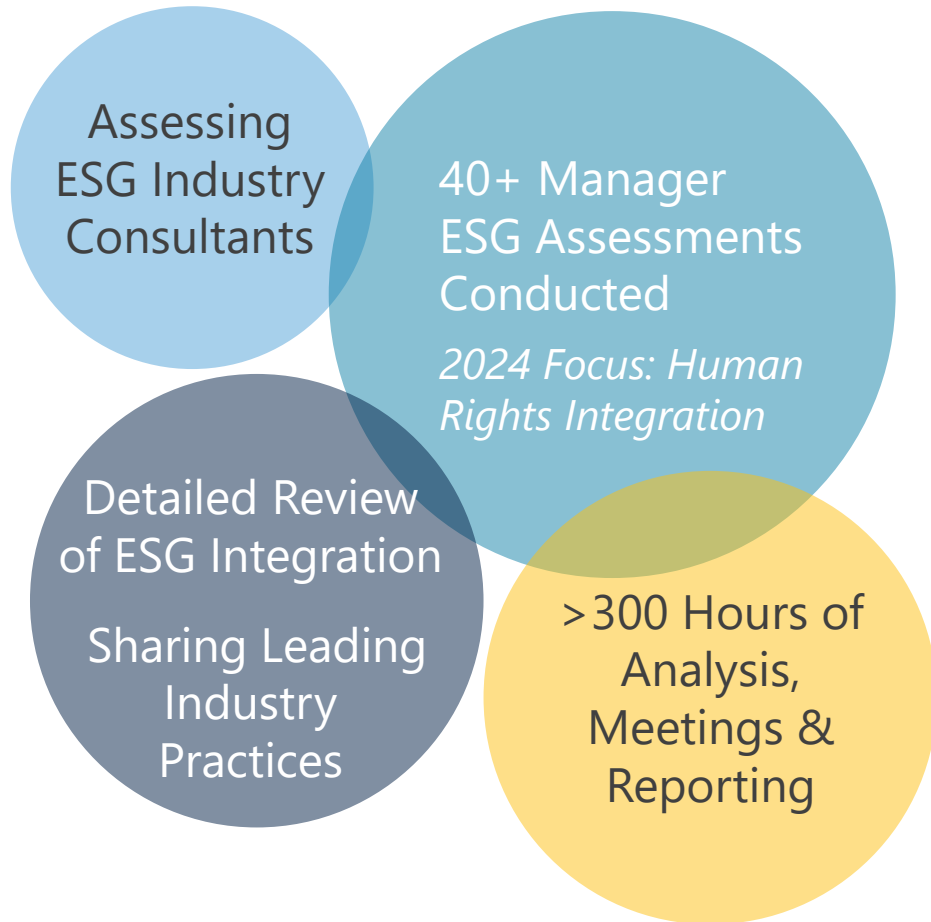 Assessing
ESG Industry
Consultants
40+ Manager
ESG Assessments
Conducted
2024 Focus: Human
Rights Integration
Detailed Review
of ESG Integration
Sharing Leading
Industry
Practices
>300 Hours of
Analysis,
Meetings &
Reporting